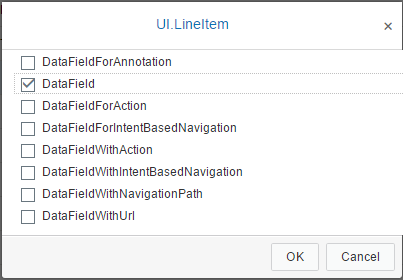 UI.LineItem
DataFieldForAnnotation
DataField
DataFieldForAction
DataFieldForIntentBasedNavigation
DataFieldWithAction
DataFieldWithIntentBasedNavigation
DataFieldWithNavigationPath
DataFieldWithUrl
OK Cancel